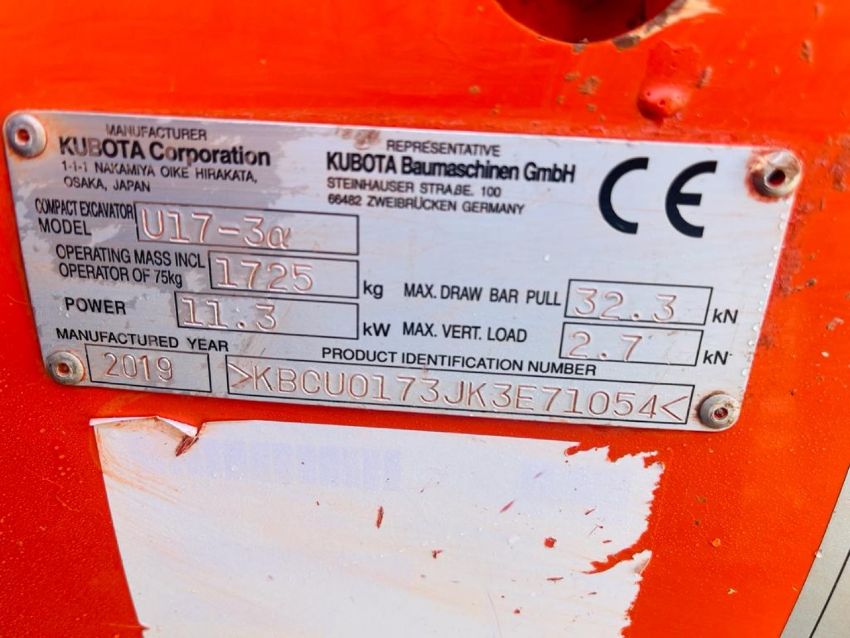 MANUFACTURER
KUBOTA Corporation
1-1-1 NAKAMIYA OIKE HIRAKATA,
OSAKA, JAPAN
REPRESENTATIVE
KUBOTA Baumaschinen GmbH
STEINHAUSER STRAßE. 100
66482 ZWEIBRÜCKEN GERMANY
CE
COMPACT EXCAVATOR
MODEL U17-3α
OPERATING MASS INCL
OPERATOR OF 75kg 1725 kg
MAX. DRAW BAR PULL 32.3 kN
POWER 11.3 kW
MAX. VERT. LOAD 2.7 kN
MANUFACTURED YEAR
2019
PRODUCT IDENTIFICATION NUMBER
>KBCU0173JK3E71054<